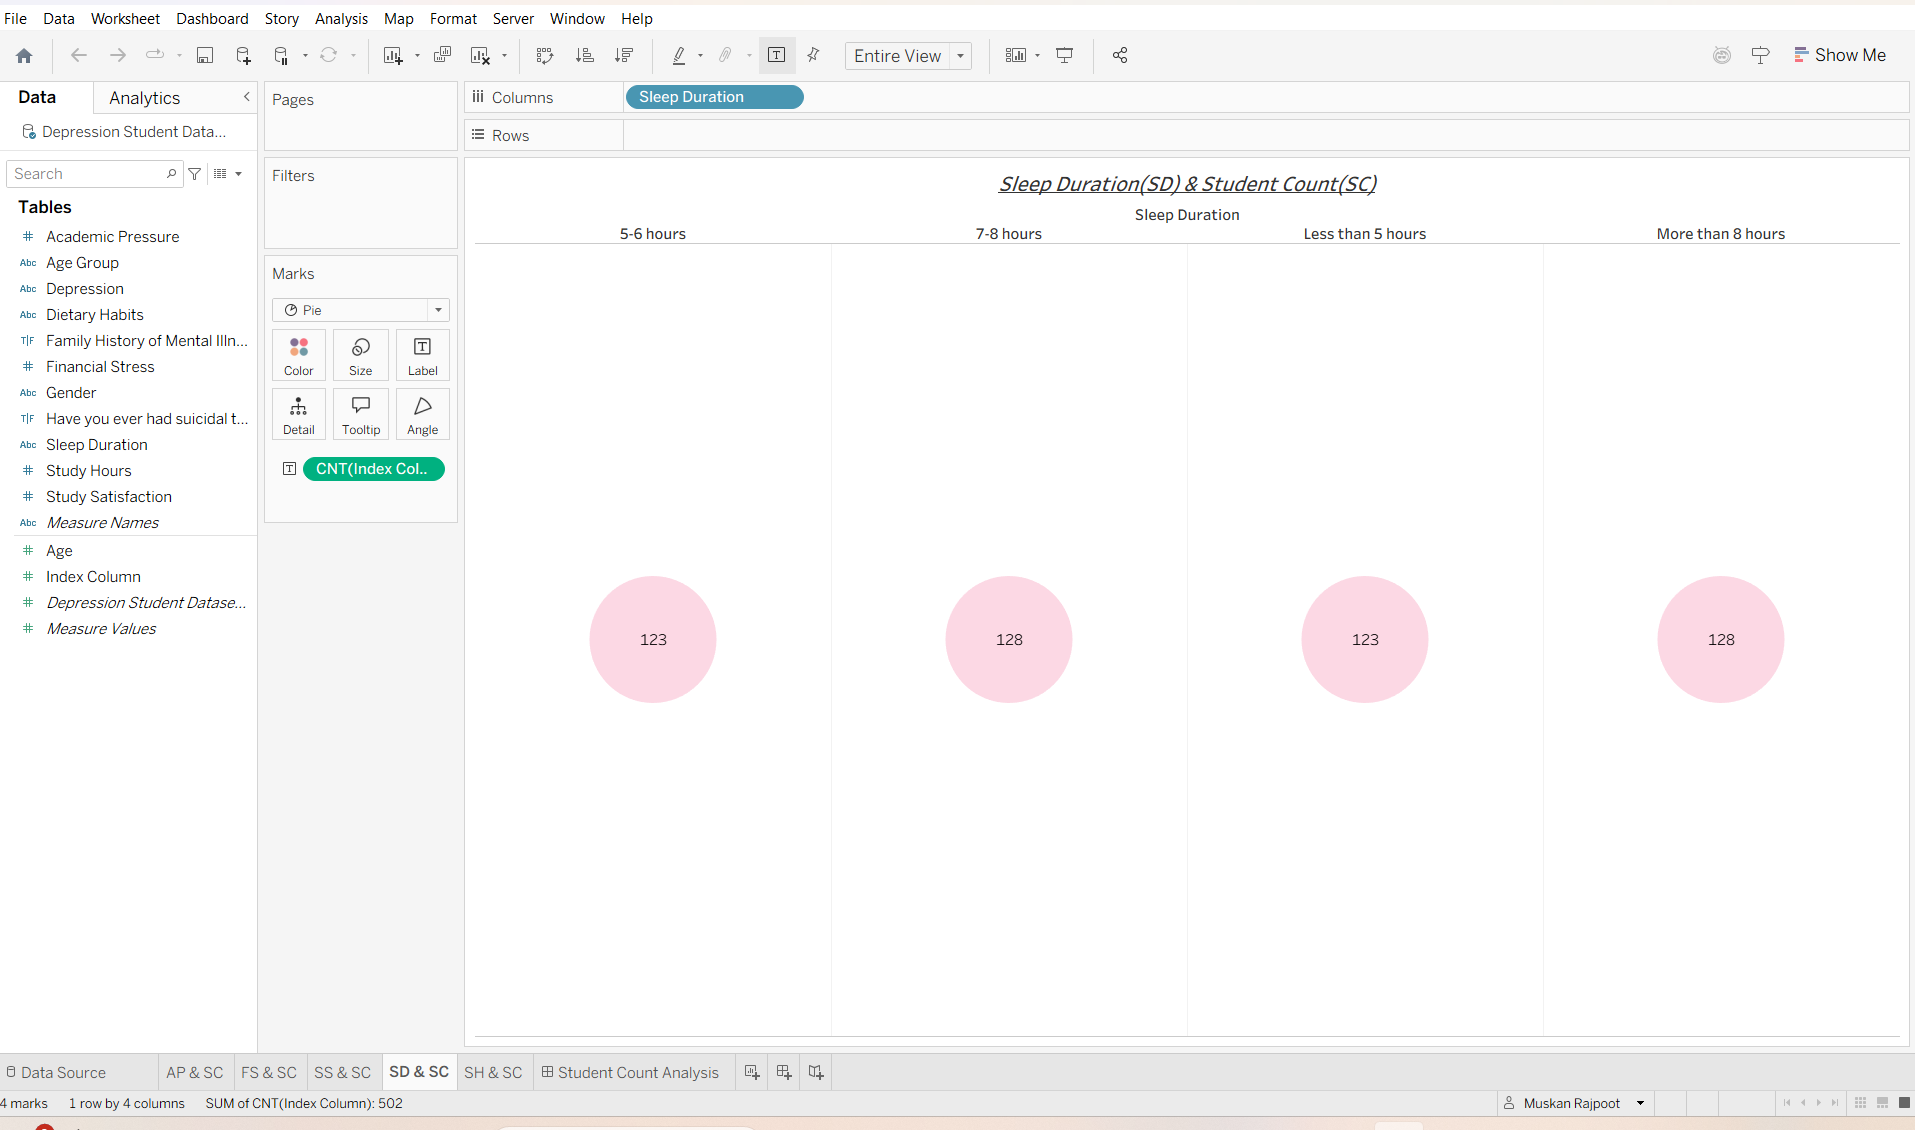 File Data Worksheet Dashboard Story Analysis Map Format Server Window Help
Entire View
Show Me
Data Analytics
Depression Student Data...
Search
Tables
# Academic Pressure
Abc Age Group
Abc Depression
Abc Dietary Habits
T|F Family History of Mental Illn...
# Financial Stress
Abc Gender
T|F Have you ever had suicidal t...
Abc Sleep Duration
# Study Hours
# Study Satisfaction
Abc Measure Names
# Age
# Index Column
# Depression Student Datase...
# Measure Values
Pages
Filters
Marks
Pie
Color Size Label
Detail Tooltip Angle
CNT(Index Col..
Columns Sleep Duration
Rows
Sleep Duration(SD) & Student Count(SC)
Sleep Duration
5-6 hours 7-8 hours Less than 5 hours More than 8 hours
123 128 123 128
Data Source AP & SC FS & SC SS & SC SD & SC SH & SC Student Count Analysis
4 marks 1 row by 4 columns SUM of CNT(Index Column): 502 Muskan Rajpoot